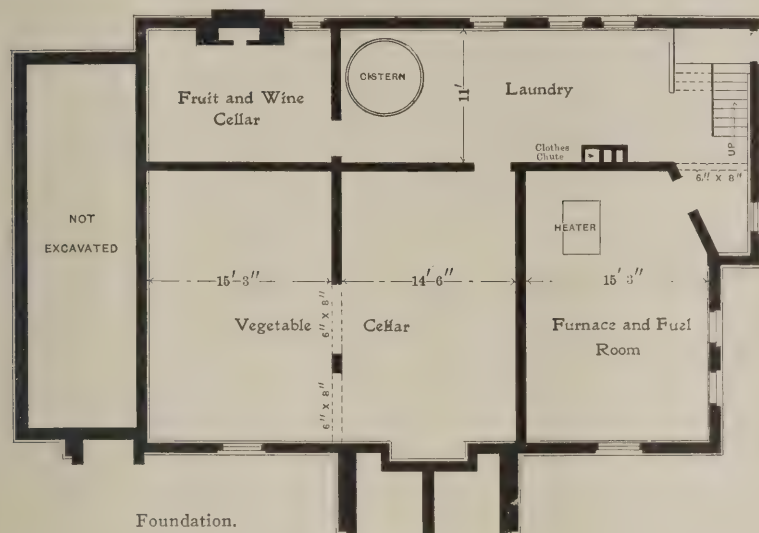 CISTERN
Fruit and Wine
Cellar
11'
Laundry
Clothes
Chute
UP
6." X 8"
NOT
EXCAVATED
HEATER
15'-3"
14'-6"
15' 3"
6" X 8"
Vegetable Cellar
Furnace and Fuel
Room
6" X 8"
Foundation.